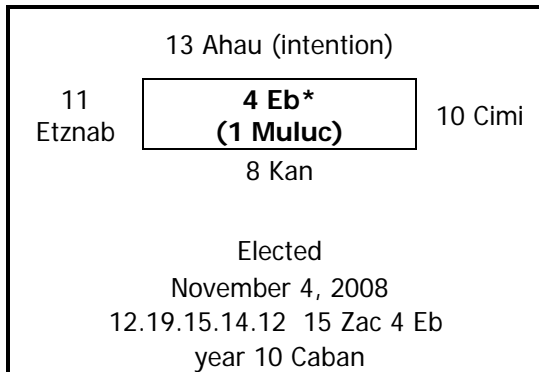 13 Ahau (intention)
11
Etznab
4 Eb*
(1 Muluc)
10 Cimi
8 Kan
Elected
November 4, 2008
12.19.15.14.12 15 Zac 4 Eb
year 10 Caban